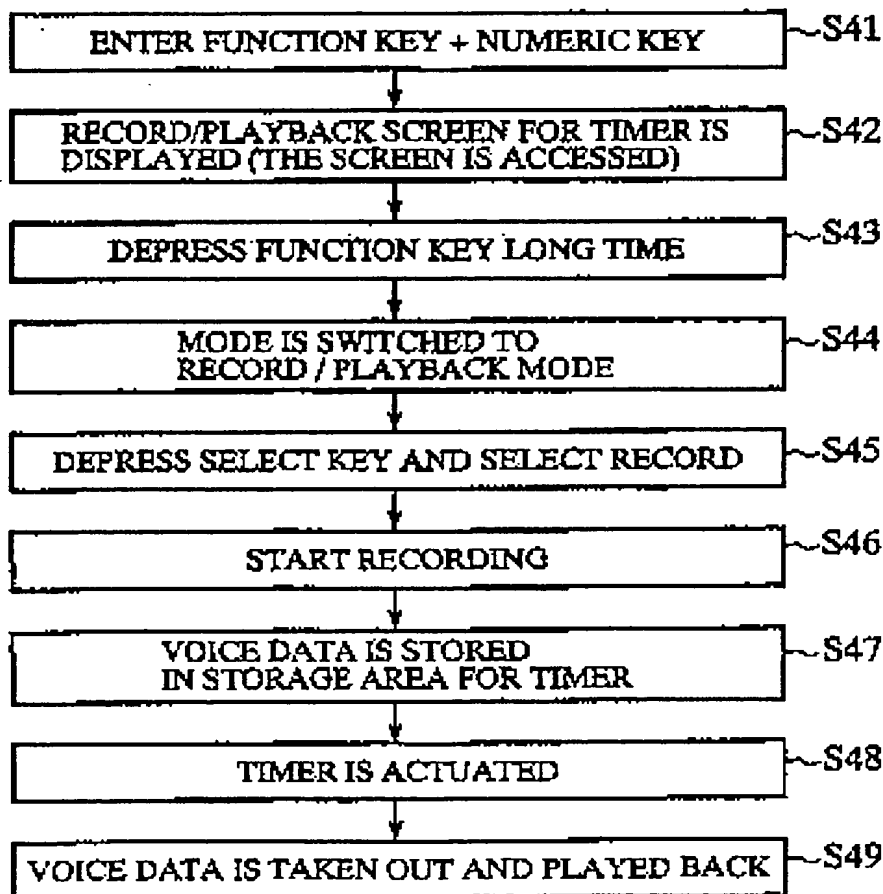 ENTER FUNCTION KEY + NUMERIC KEY ~S41
RECORD/PLAYBACK SCREEN FOR TIMER IS ~S42
DISPLAYED (THE SCREEN IS ACCESSED)
DEPRESS FUNCTION KEY LONG TIME ~S43
MODE IS SWITCHED TO ~S44
RECORD / PLAYBACK MODE
DEPRESS SELECT KEY AND SELECT RECORD ~S45
START RECORDING ~S46
VOICE DATA IS STORED ~S47
IN STORAGE AREA FOR TIMER
TIMER IS ACTUATED ~S48
VOICE DATA IS TAKEN OUT AND PLAYED BACK ~S49